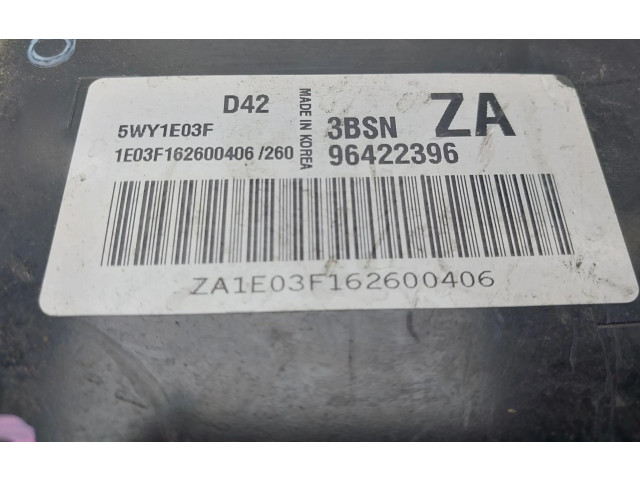 D42
5WY1E03F
1E03F162600406 /260
MADE IN KOREA
3BSN ZA
96422396
ZA1E03F162600406